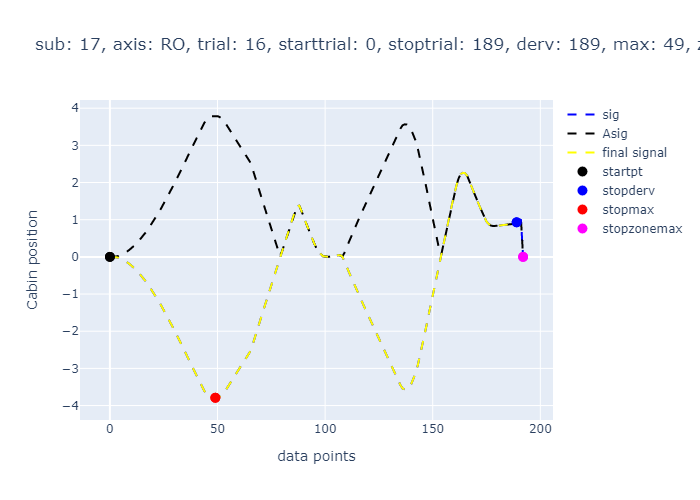 sub: 17, axis: RO, trial: 16, starttrial: 0, stoptrial: 189, derv: 189, max: 49,
sig
Asig
final signal
startpt
stopderv
stopmax
stopzonemax
Cabin position
4
3
2
1
0
−1
−2
−3
−4
0 50 100 150 200
data points